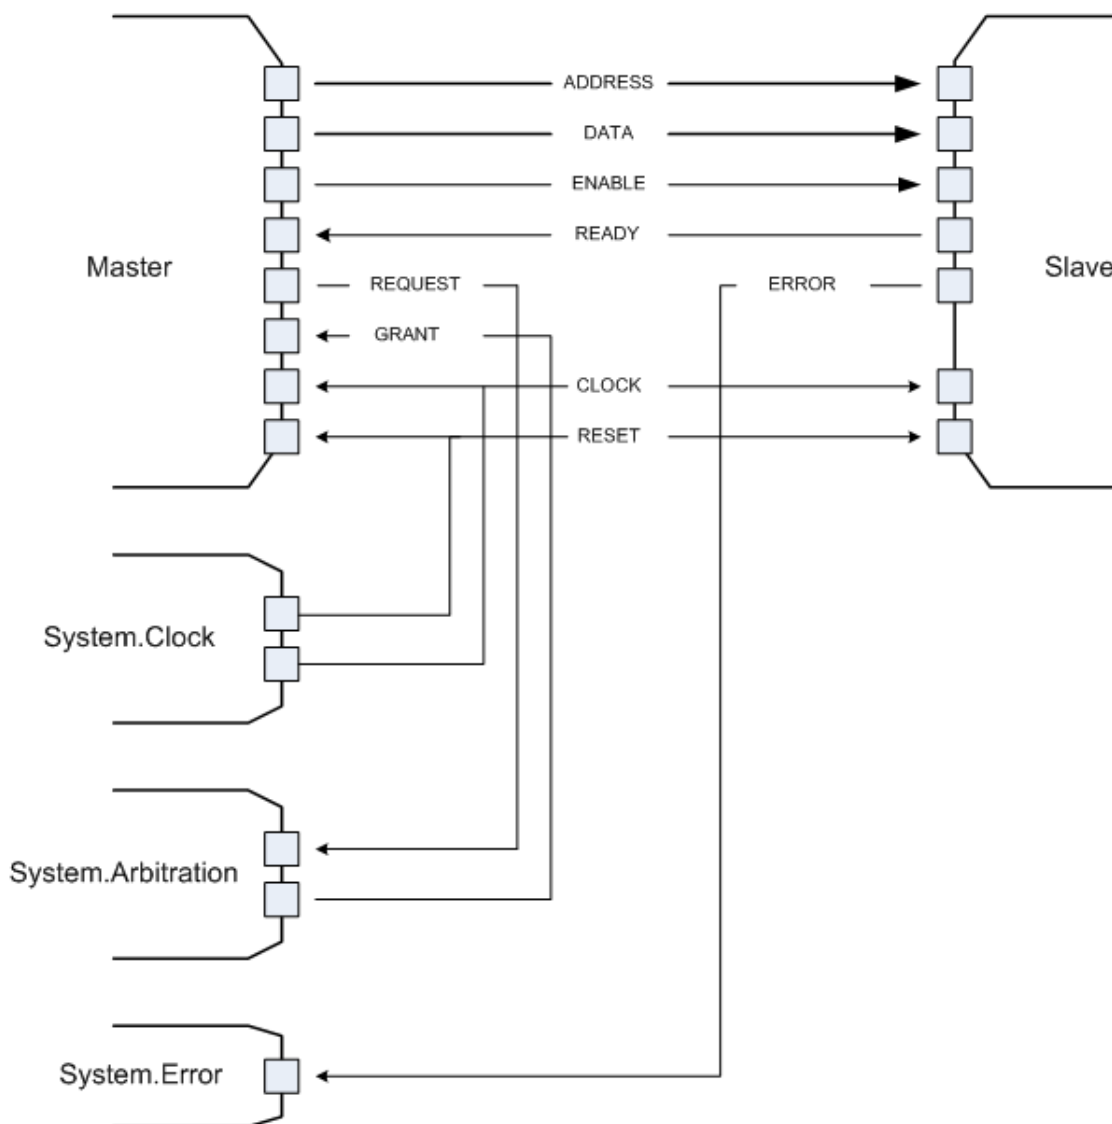 ADDRESS
DATA
ENABLE
READY
Master
Slave
REQUEST
ERROR
GRANT
CLOCK
RESET
System.Clock
System.Arbitration
System.Error